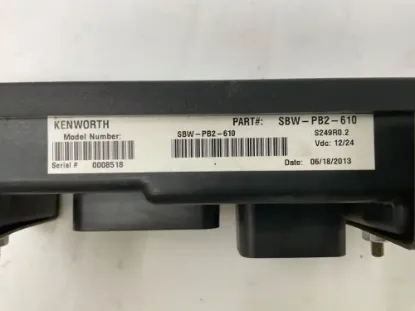 KENWORTH PART#: SBW-PB2-610
Model Number: SBW-PB2-610 S249R0.2
Vdc: 12/24
Serial # 0008518 Date: 06/18/2013